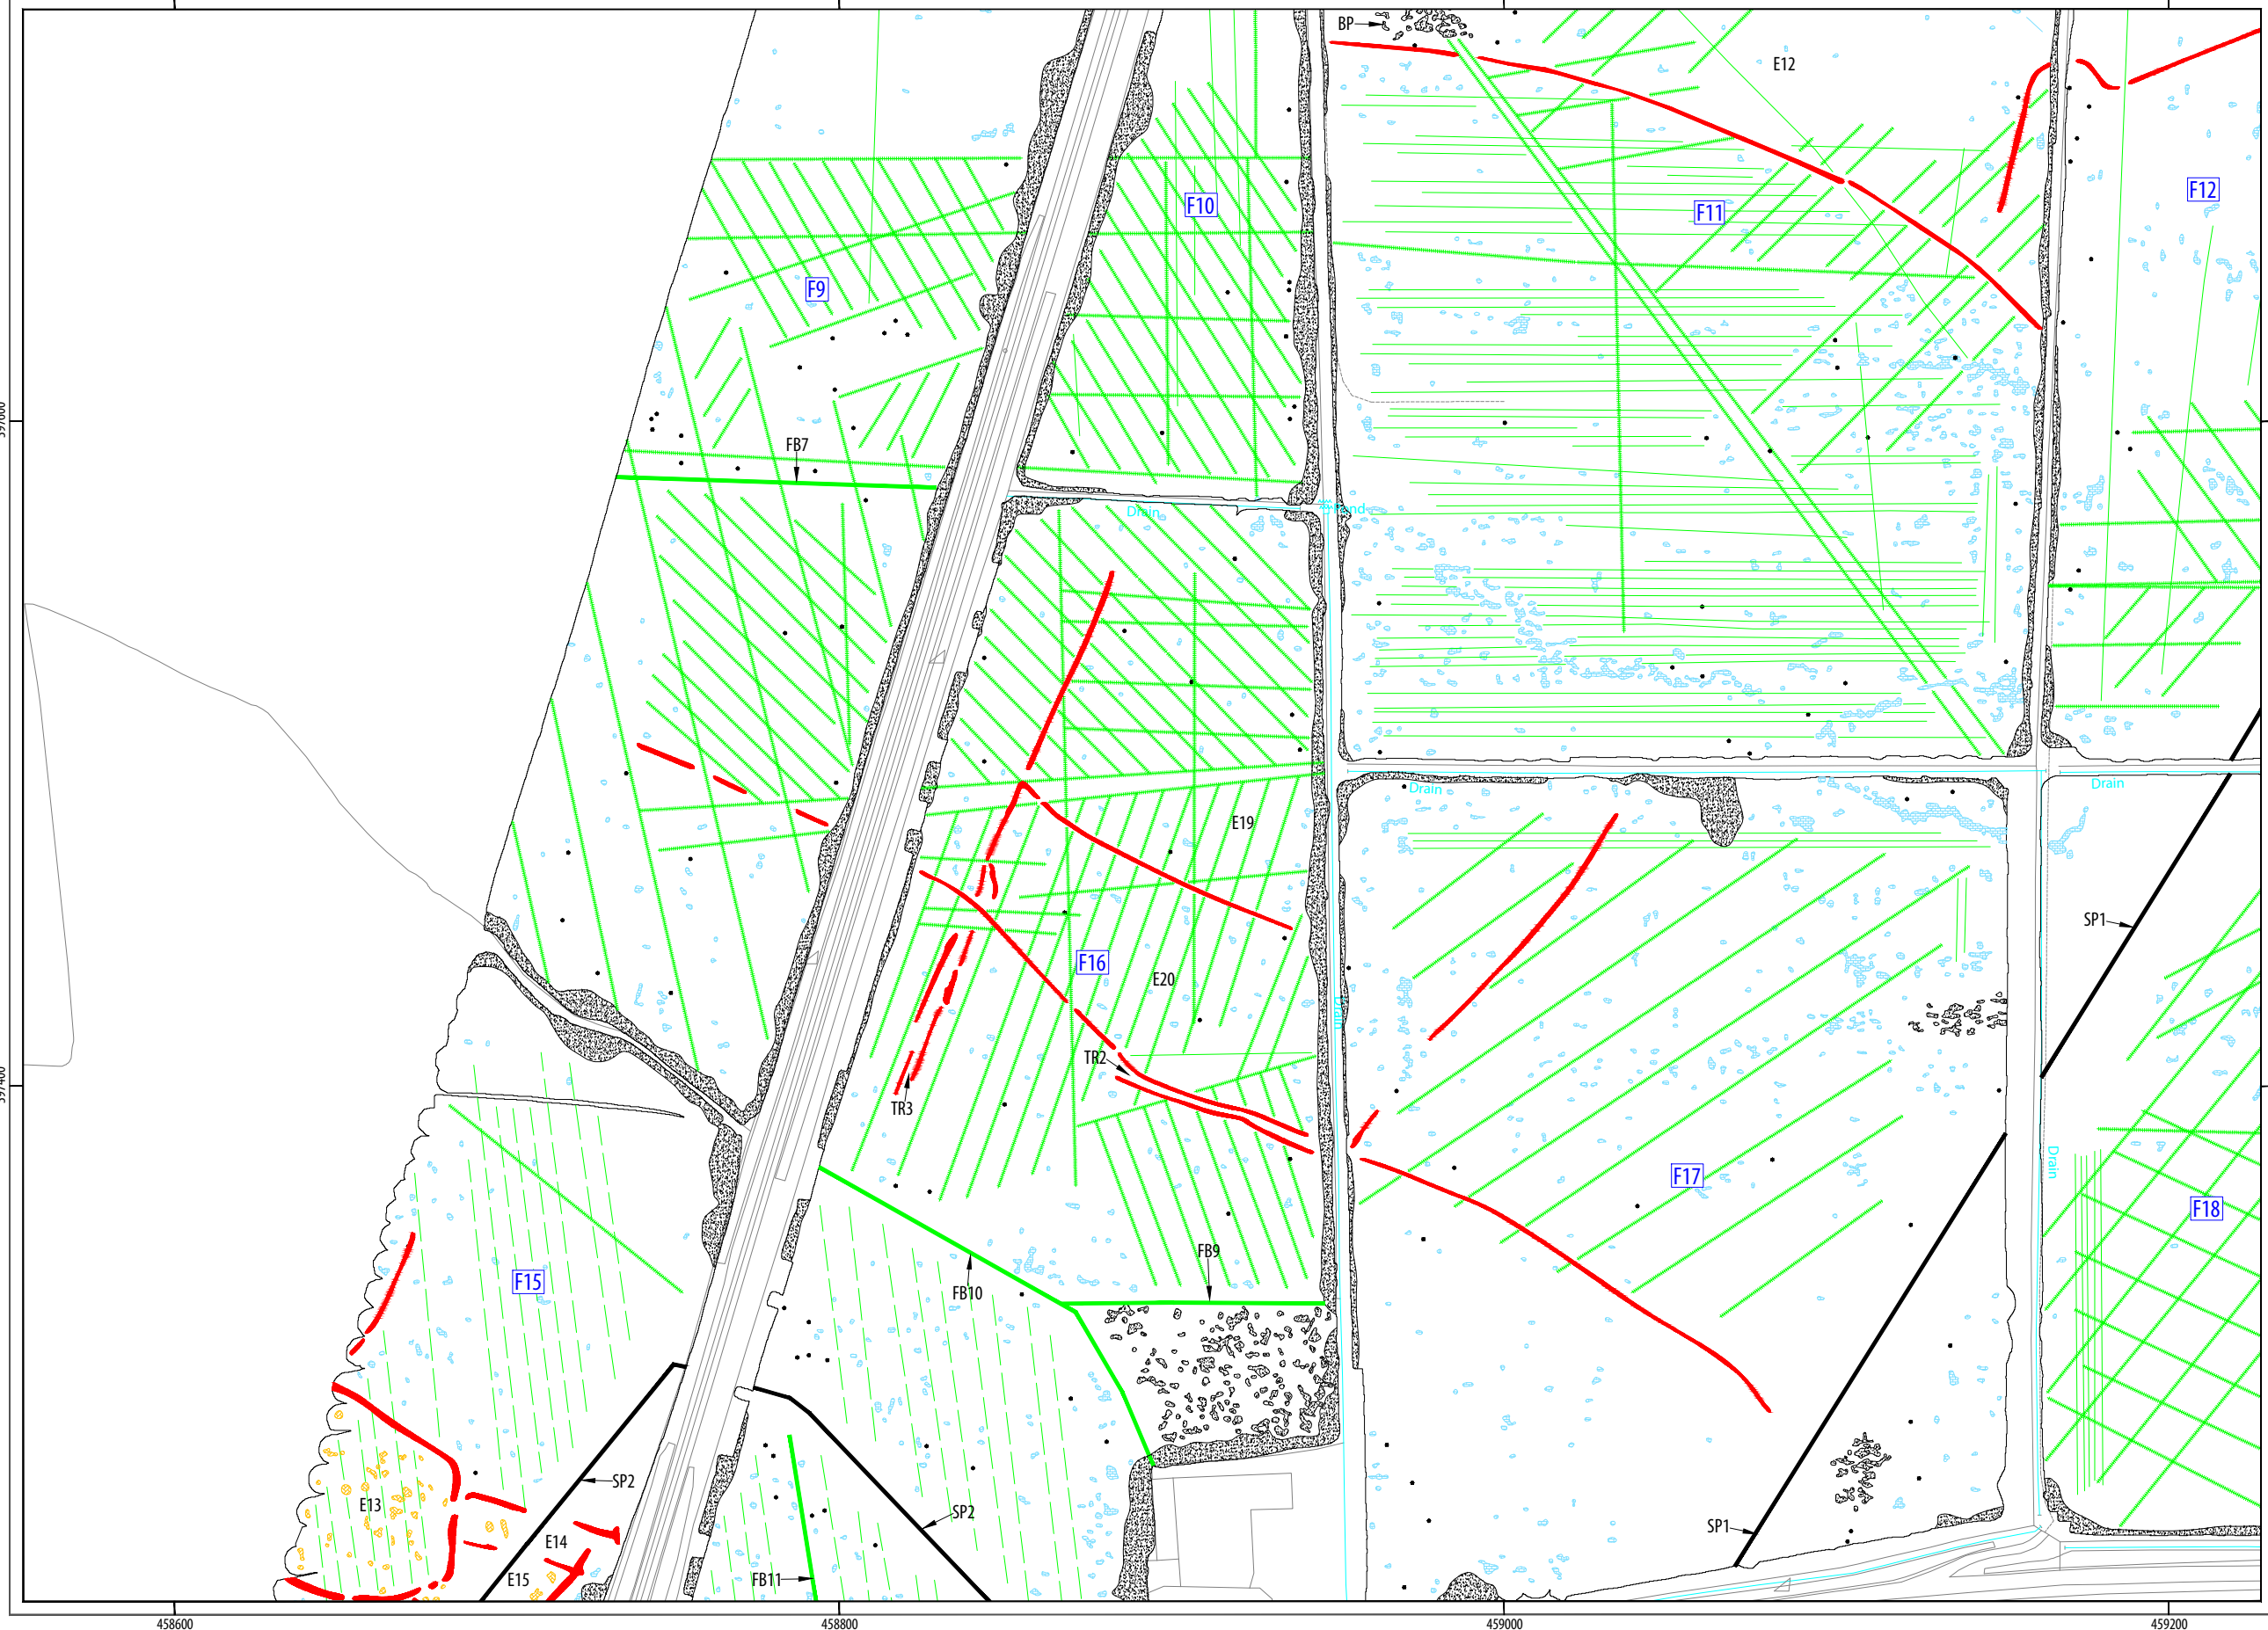 BP
E12
F12
F10
F11
F9
FB7
Drain
Pond
Drain
Drain
E19
SP1
F16
E20
Drain
TR2
TR3
Drain
F17
F18
FB9
F15
FB10
SP2
E13
SP2
SP1
E14
E15
FB11
458600
458800
459000
459200